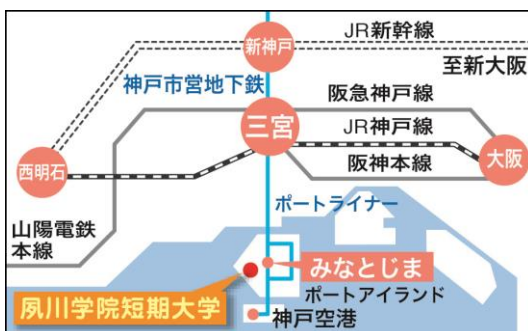 JR新幹線
新神戸
至新大阪
神戸市営地下鉄
阪急神戸線
三宮
JR神戸線
大阪
西明石
阪神本線
ポートライナー
山陽電鉄
本線
みなとじま
夙川学院短期大学
ポートアイランド
神戸空港